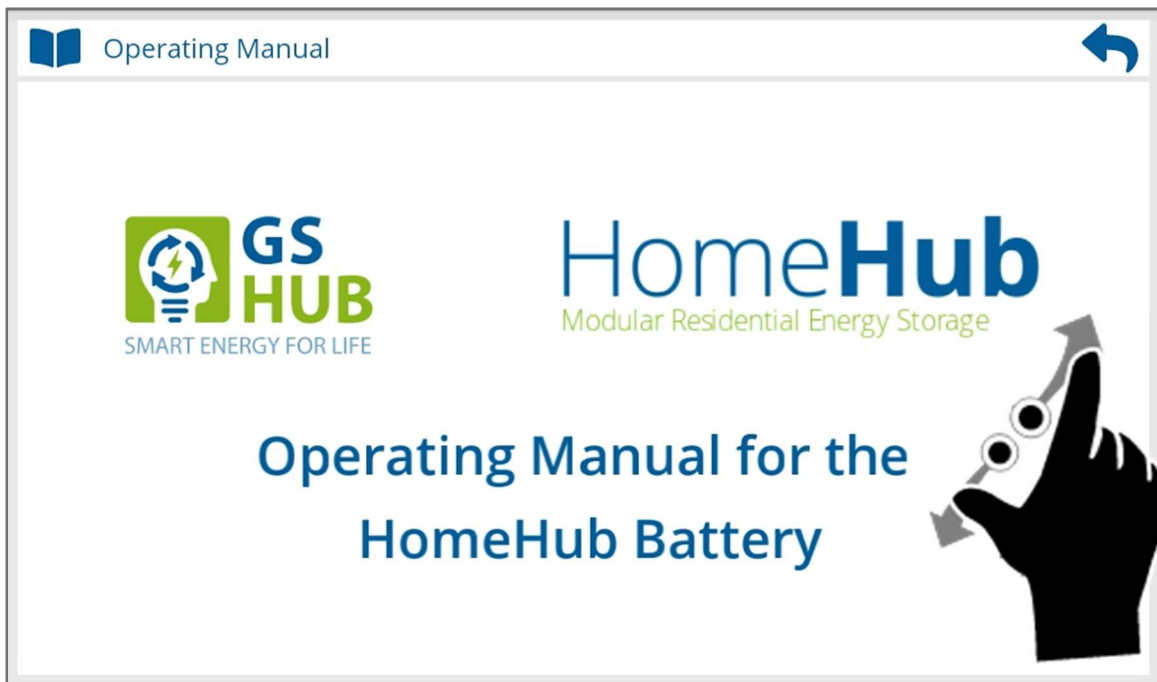 Operating Manual
GS
HUB
SMART ENERGY FOR LIFE
HomeHub
Modular Residential Energy Storage
Operating Manual for the
HomeHub Battery